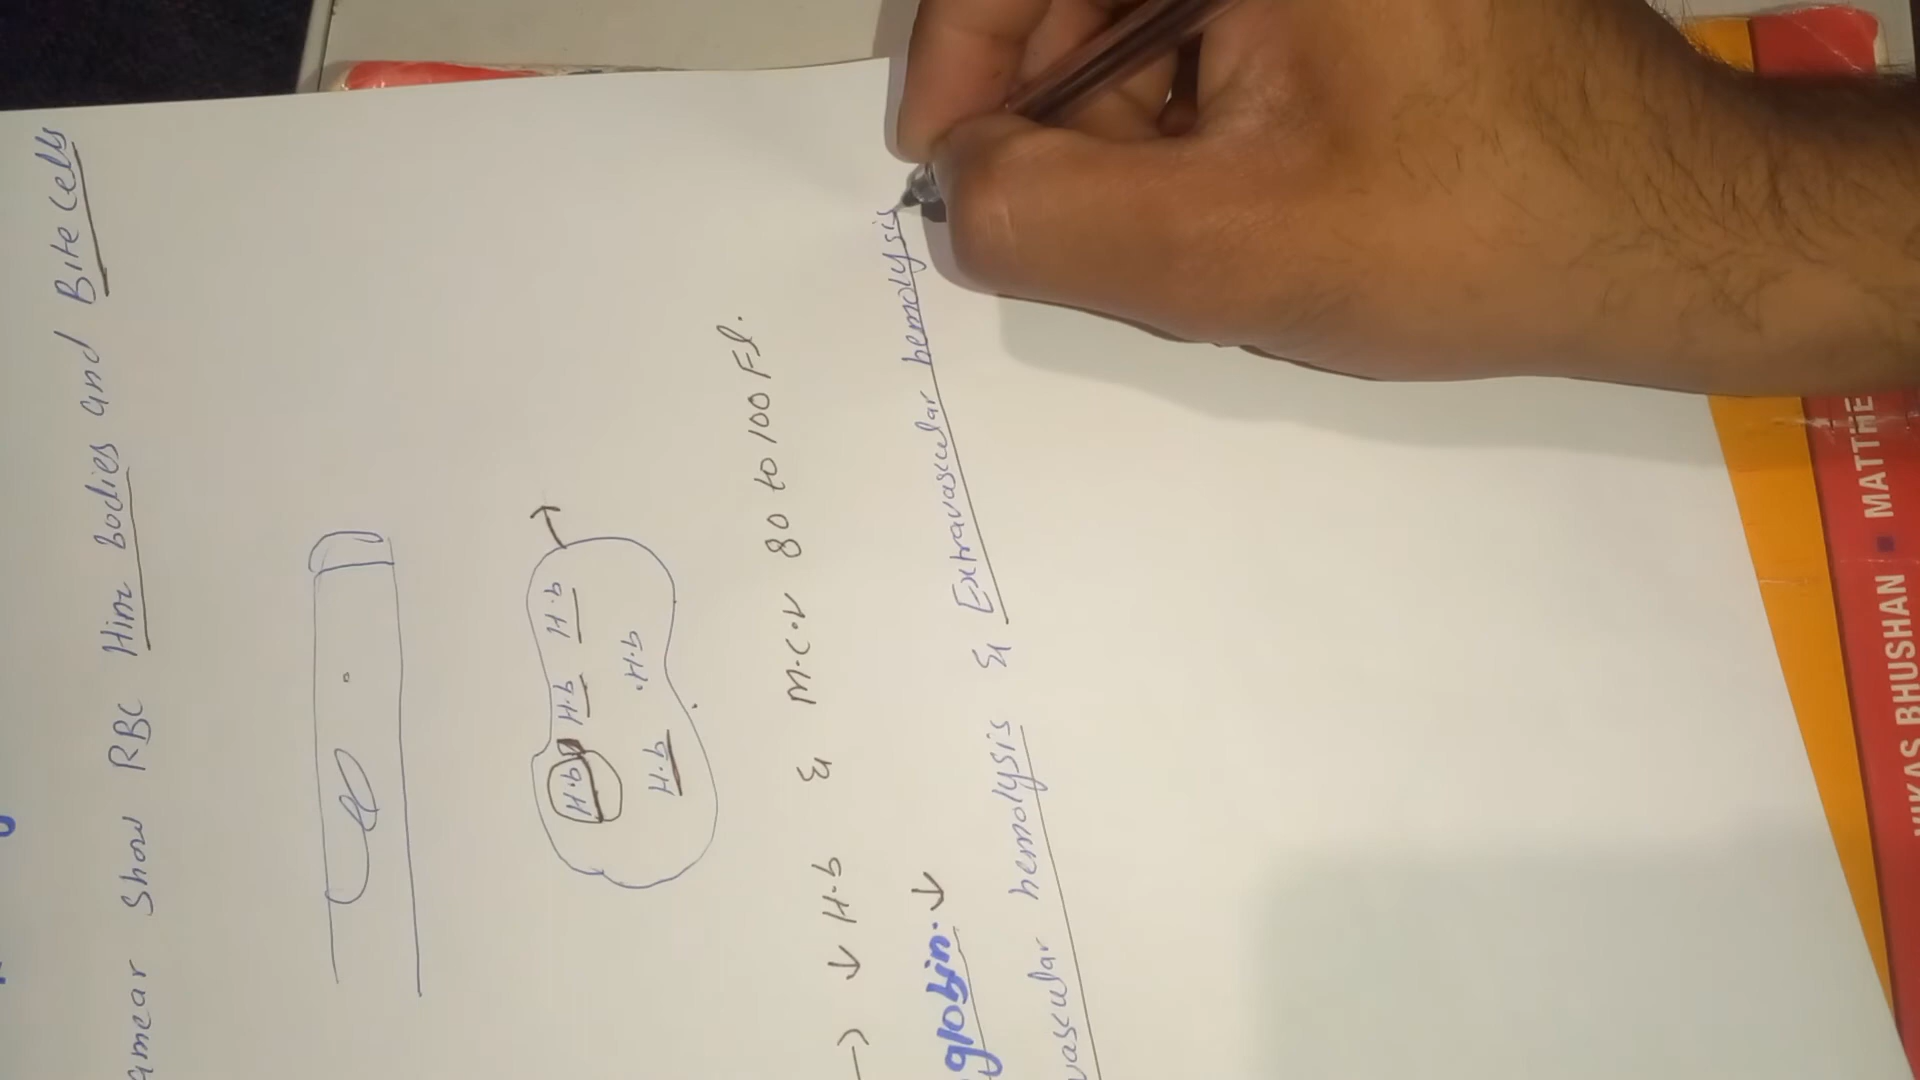 smear Show RBC Hinz bodies and Bite Cells
H.b H.b H.b
H.b H.b
→ ↓ H.b & M.C.V 80 to 100 Fl.
globin. ↓
vascular hemolysis & Extravascular hemolysis
VIKAS BHUSHAN ■ MATTHE